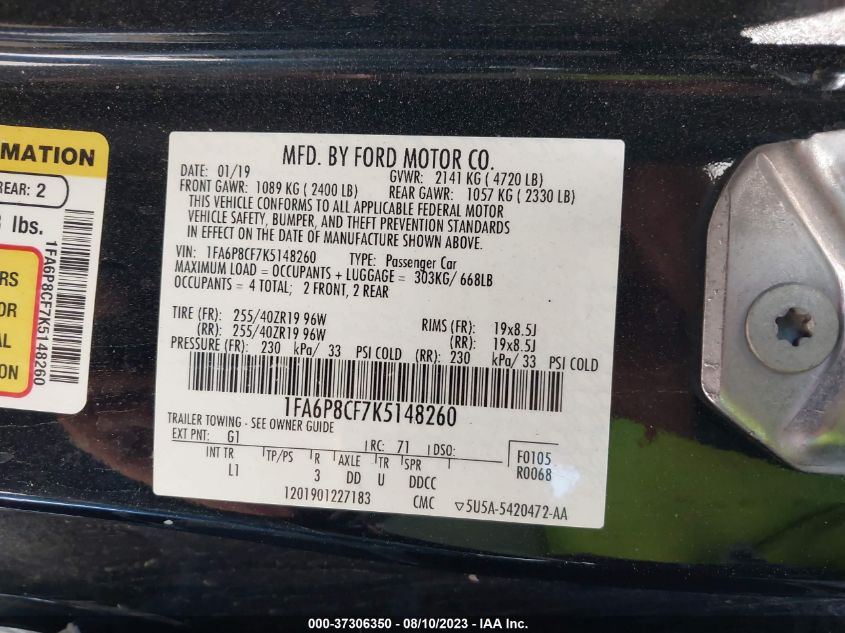 MATION
REAR: 2
lbs.
1FA6P8CF7K5148260
RS
OR
AL
ON
MFD. BY FORD MOTOR CO.
DATE: 01/19 GVWR: 2141 KG ( 4720 LB)
FRONT GAWR: 1089 KG ( 2400 LB) REAR GAWR: 1057 KG ( 2330 LB)
THIS VEHICLE CONFORMS TO ALL APPLICABLE FEDERAL MOTOR
VEHICLE SAFETY, BUMPER, AND THEFT PREVENTION STANDARDS
IN EFFECT ON THE DATE OF MANUFACTURE SHOWN ABOVE.
VIN: 1FA6P8CF7K5148260 TYPE: Passenger Car
MAXIMUM LOAD = OCCUPANTS + LUGGAGE = 303KG/ 668LB
OCCUPANTS = 4 TOTAL; 2 FRONT, 2 REAR
TIRE (FR): 255/40ZR19 96W RIMS (FR): 19x8.5J
(RR): 255/40ZR19 96W (RR): 19x8.5J
PRESSURE (FR): 230 kPa/ 33 PSI COLD (RR): 230 kPa/ 33 PSI COLD
1FA6P8CF7K5148260
TRAILER TOWING - SEE OWNER GUIDE
EXT PNT: G1 RC: 71 DSO: F0105
INT TR TP/PS R AXLE TR SPR R0068
L1 3 DD U DDCC
1201901227183 CMC ▽5U5A-5420472-AA
000-37306350 - 08/10/2023 - IAA Inc.